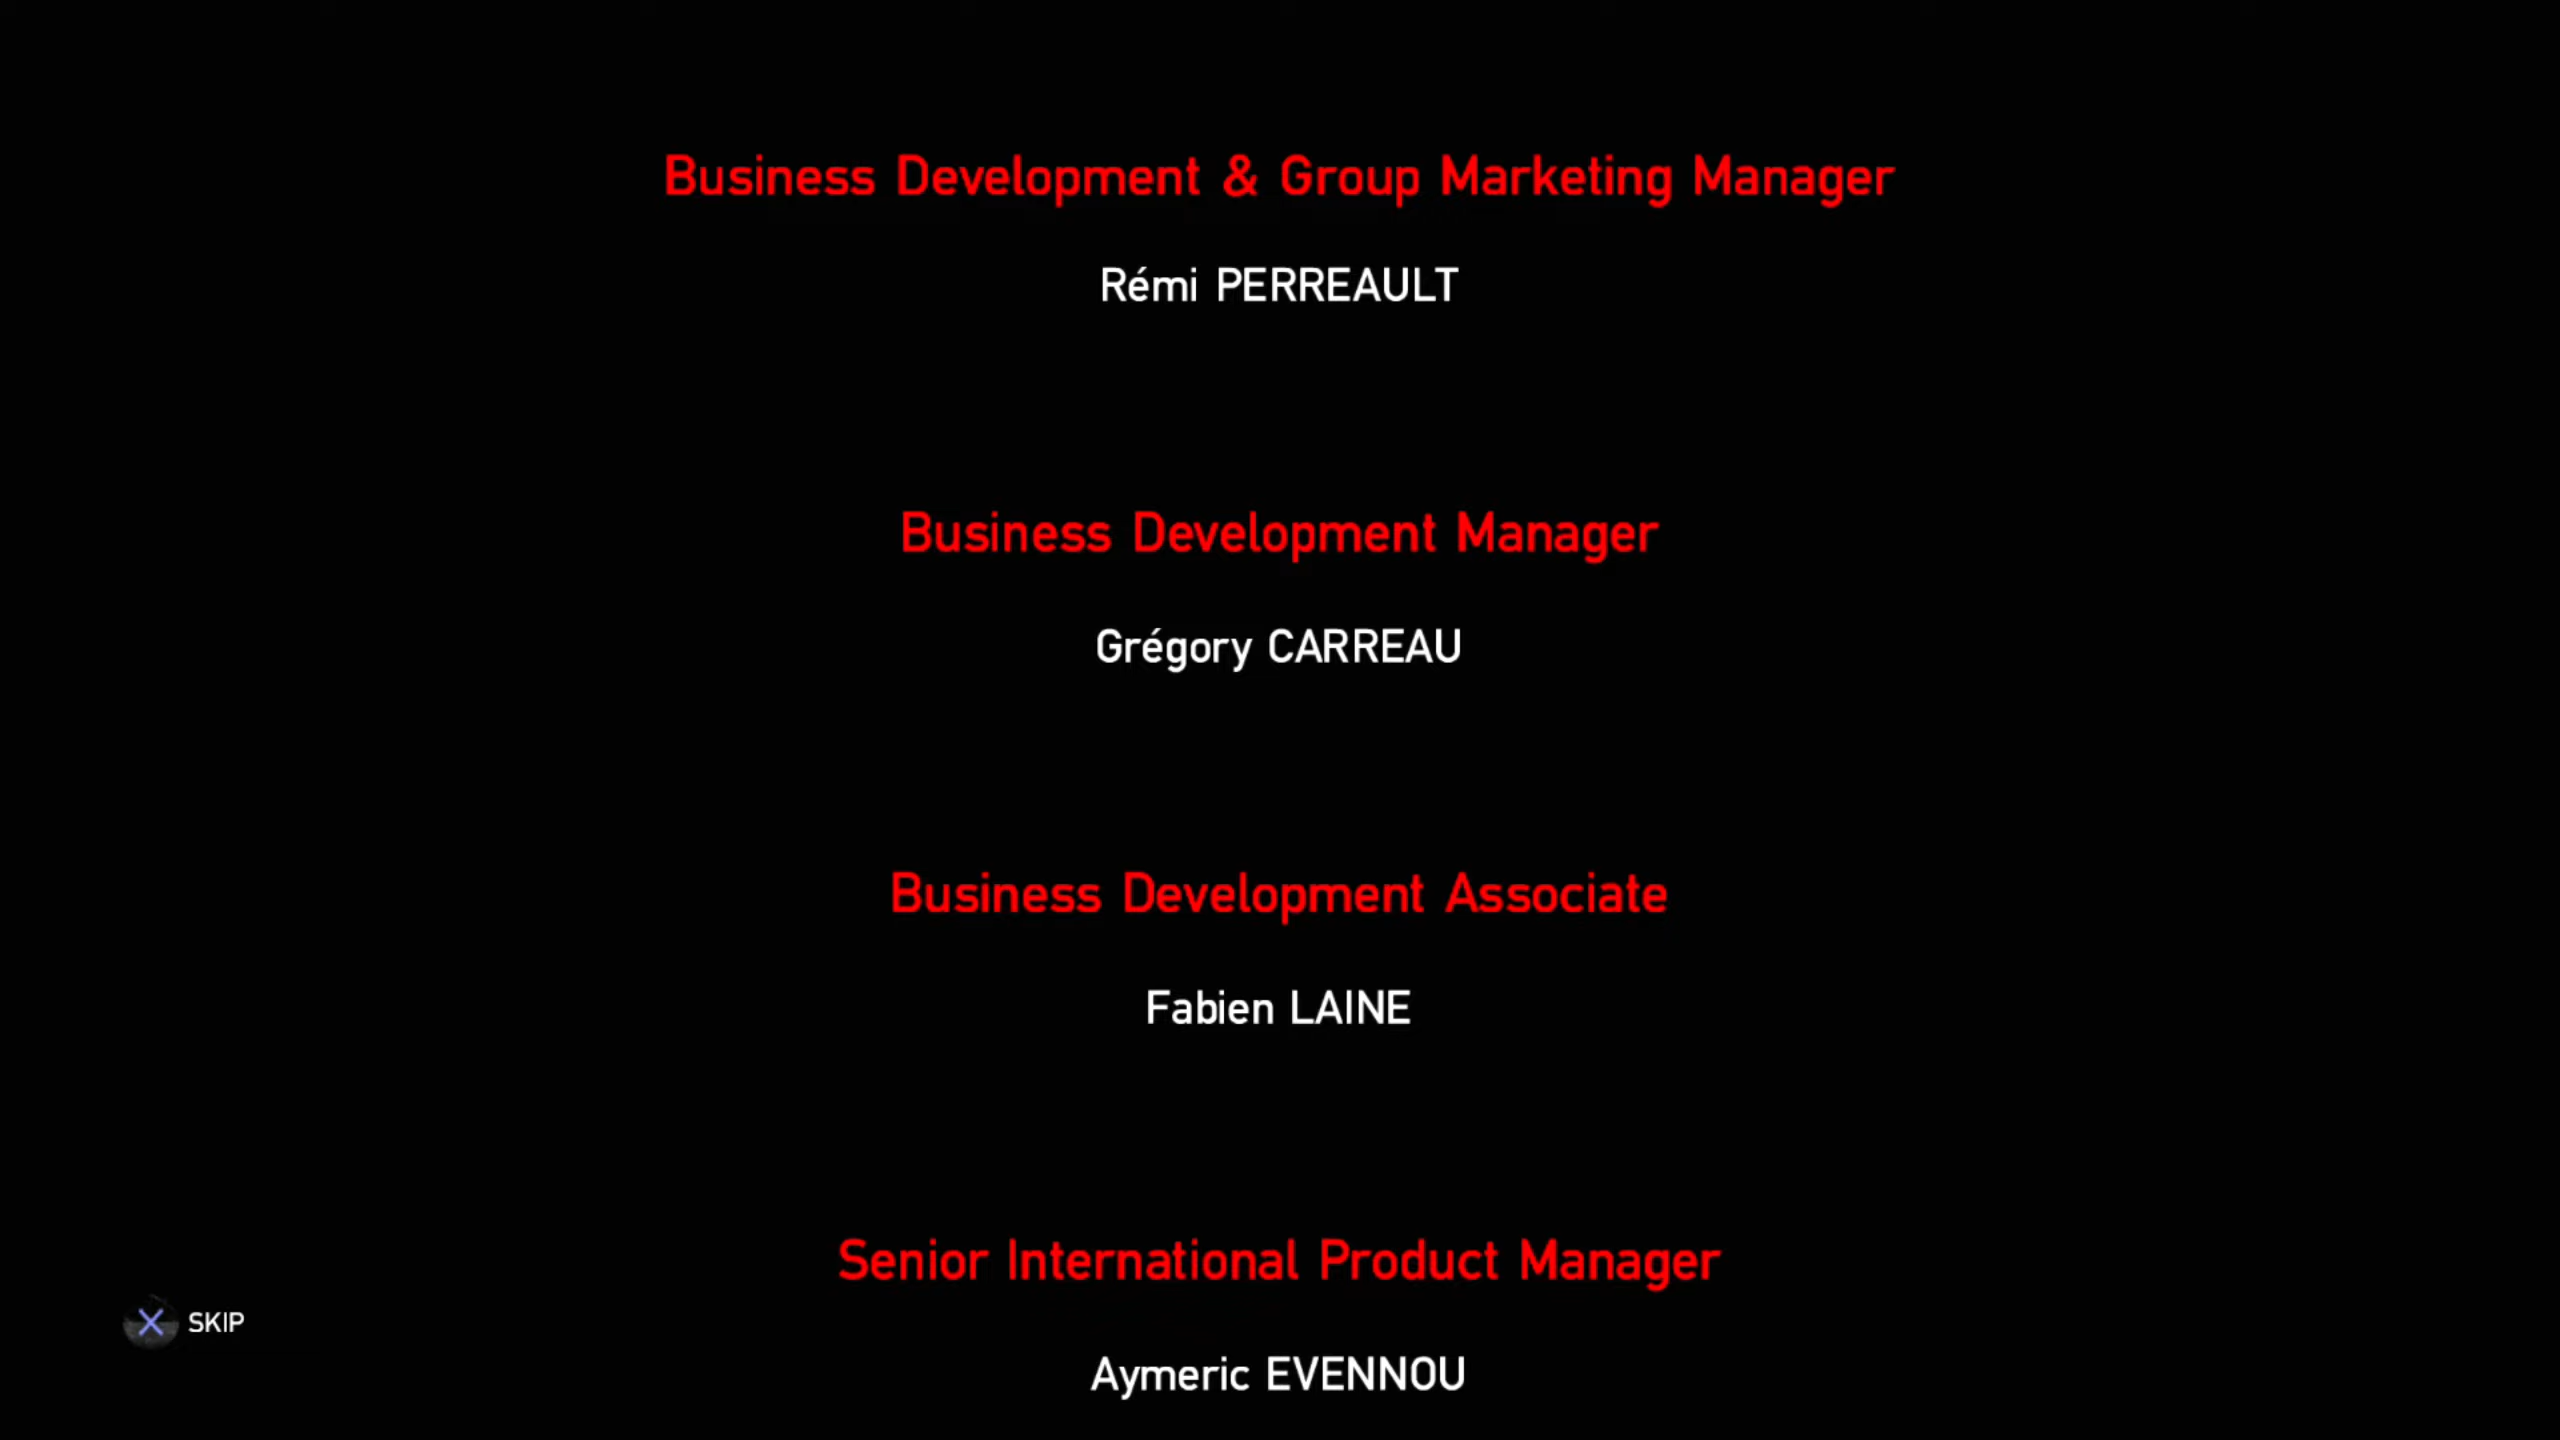 Business Development & Group Marketing Manager
Rémi PERREAULT
Business Development Manager
Grégory CARREAU
Business Development Associate
Fabien LAINE
Senior International Product Manager
SKIP
Aymeric EVENNOU